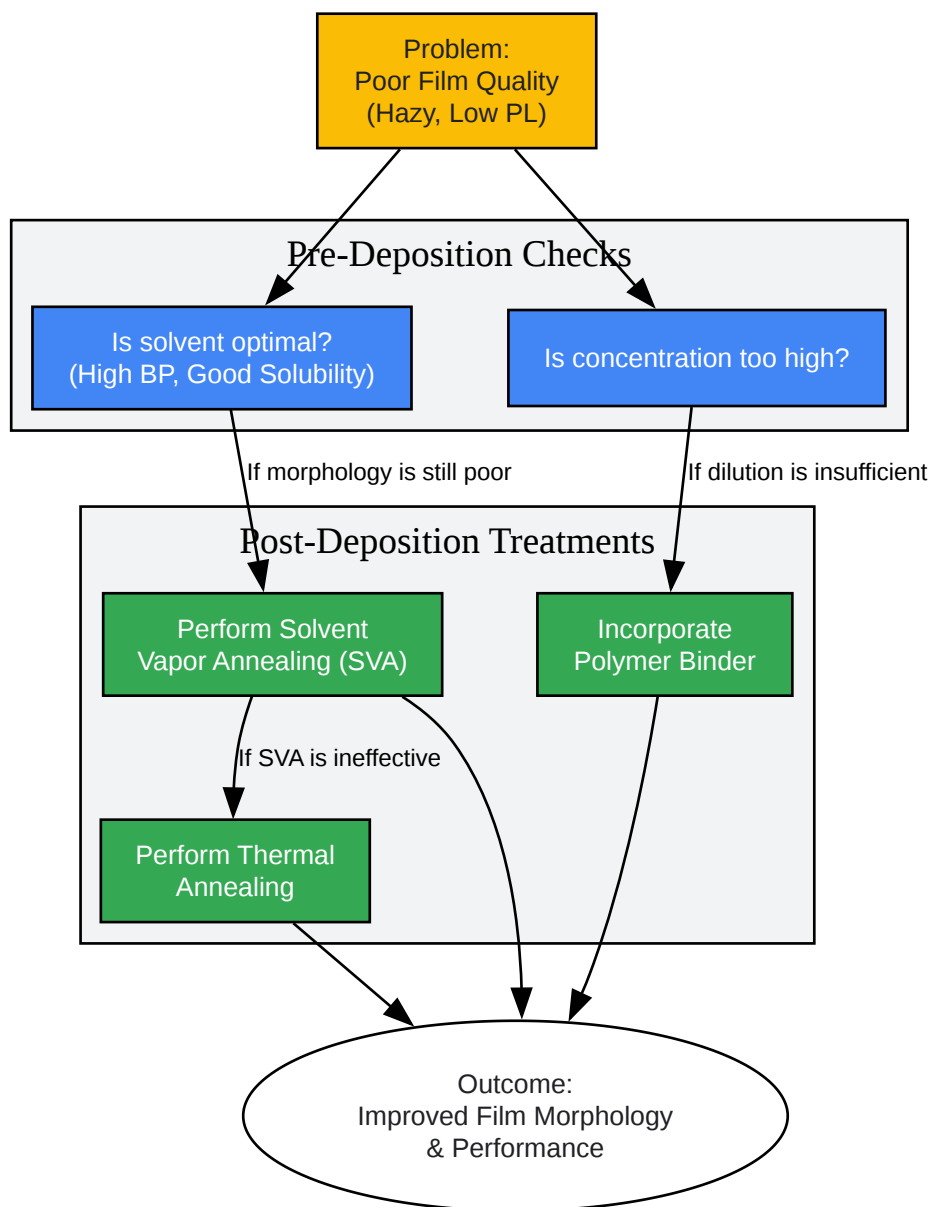 Problem:
Poor Film Quality
(Hazy, Low PL)
Pre-Deposition Checks
Is solvent optimal?
(High BP, Good Solubility)
Is concentration too high?
If morphology is still poor
If dilution is insufficient
Post-Deposition Treatments
Perform Solvent
Vapor Annealing (SVA)
Incorporate
Polymer Binder
If SVA is ineffective
Perform Thermal
Annealing
Outcome:
Improved Film Morphology
& Performance